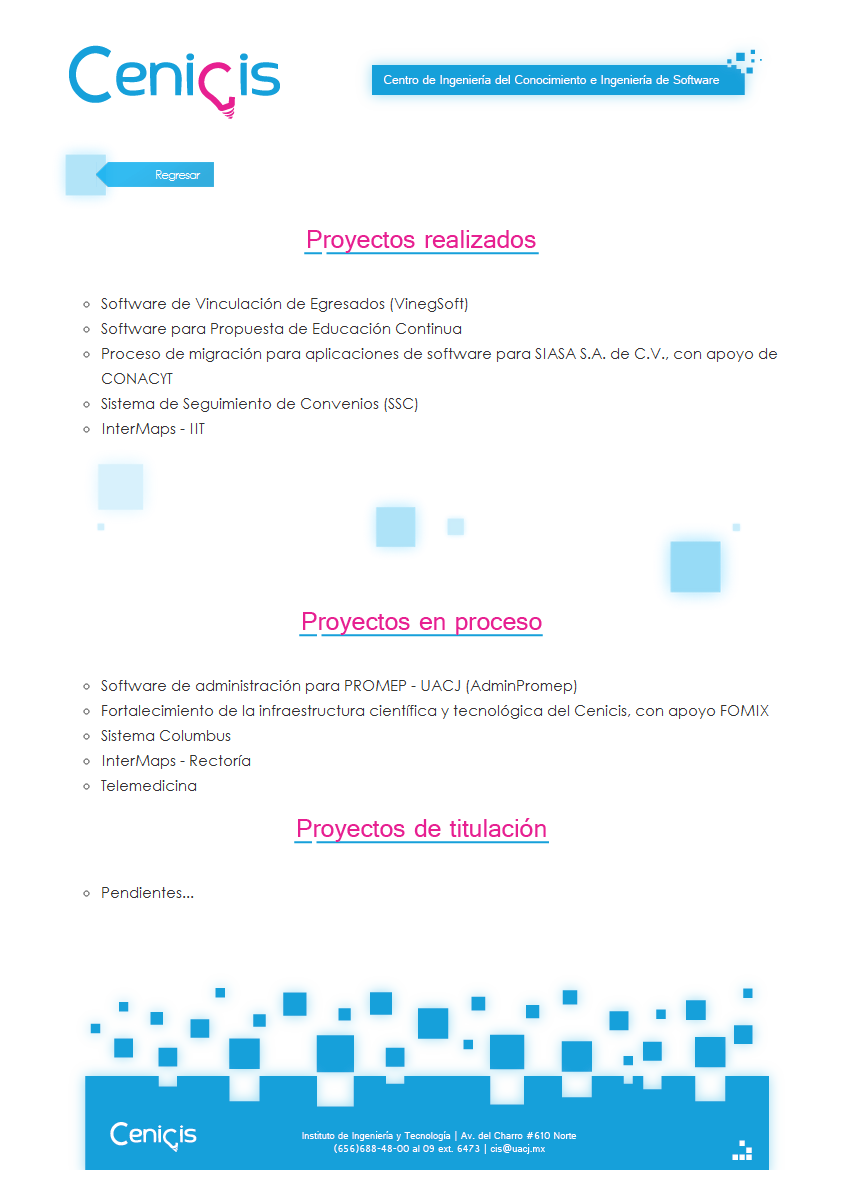 Cenicis
Centro de Ingeniería del Conocimiento e Ingeniería de Software
Regresar
Proyectos realizados
Software de Vinculación de Egresados (VinegSoft)
Software para Propuesta de Educación Continua
Proceso de migración para aplicaciones de software para SIASA S.A. de C.V., con apoyo de
CONACYT
Sistema de Seguimiento de Convenios (SSC)
InterMaps - IIT
Proyectos en proceso
Software de administración para PROMEP - UACJ (AdminPromep)
Fortalecimiento de la infraestructura científica y tecnológica del Cenicis, con apoyo FOMIX
Sistema Columbus
InterMaps - Rectoría
Telemedicina
Proyectos de titulación
Pendientes...
Cenicis
Instituto de Ingeniería y Tecnología | Av. del Charro #610 Norte
(656)688-48-00 al 09 ext. 6473 | cis@uacj.mx